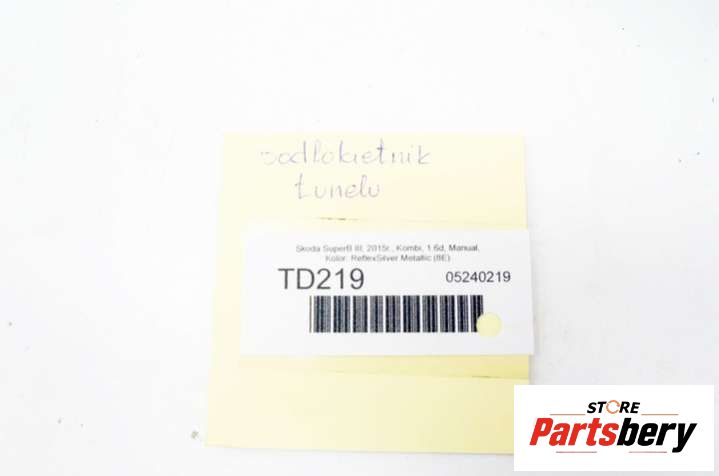 podłokietnik
tunelu
Skoda SuperB III, 2015r., Kombi, 1.6d, Manual,
Kolor: ReflexSilver Metallic (8E)
TD219
05240219
STORE
Partsbery